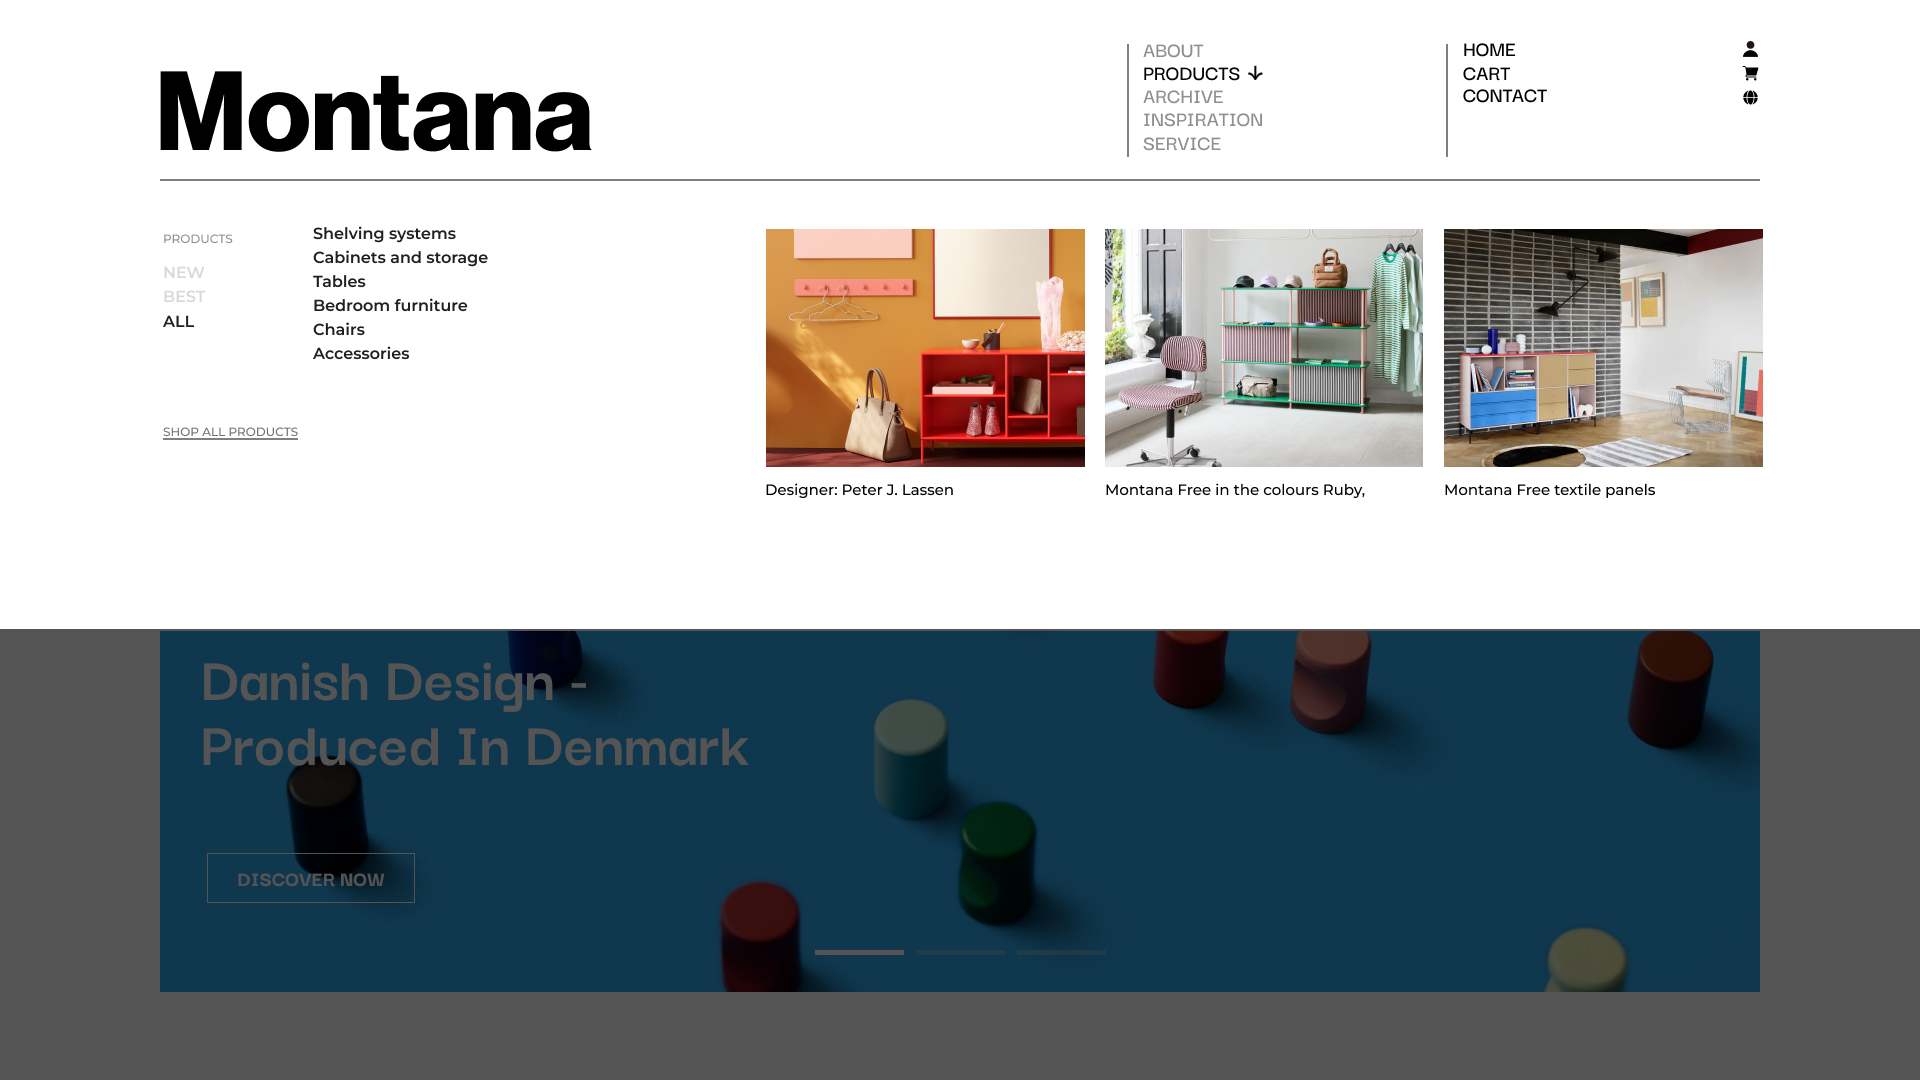 Montana
ABOUT
PRODUCTS
ARCHIVE
INSPIRATION
SERVICE
HOME
CART
CONTACT
PRODUCTS
NEW
BEST
ALL
SHOP ALL PRODUCTS
Shelving systems
Cabinets and storage
Tables
Bedroom furniture
Chairs
Accessories
Designer: Peter J. Lassen
Montana Free in the colours Ruby,
Montana Free textile panels
Danish Design -
Produced In Denmark
DISCOVER NOW